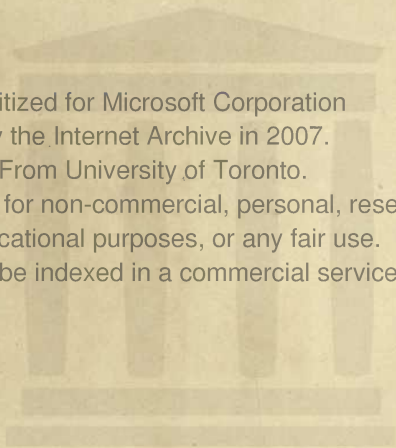 itized for Microsoft Corporation
the Internet Archive in 2007.
From University of Toronto.
for non-commercial, personal, rese
cational purposes, or any fair use.
be indexed in a commercial service